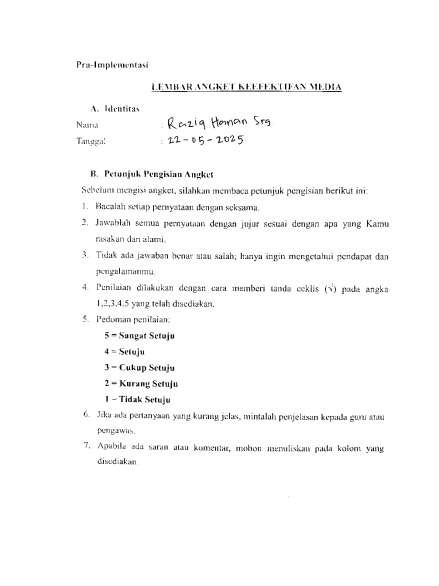 Pra-Implementasi
LEMBAR ANGKET KEEFEKTIFAN MEDIA
A. Identitas
Nama : Raziq Haman Srg
Tanggal : 22-05-2025
B. Petunjuk Pengisian Angket
Sebelum mengisi angket, silahkan membaca petunjuk pengisian berikut ini:
1. Bacalah setiap pernyataan dengan seksama.
2. Jawablah semua pernyataan dengan jujur sesuai dengan apa yang Kamu
rasakan dan alami.
3. Tidak ada jawaban benar atau salah; hanya ingin mengetahui pendapat dan
pengalamanmu.
4. Penilaian dilakukan dengan cara memberi tanda ceklis (√) pada angka
1,2,3,4,5 yang telah disediakan.
5. Pedoman penilaian:
5 = Sangat Setuju
4 = Setuju
3 = Cukup Setuju
2 = Kurang Setuju
1 = Tidak Setuju
6. Jika ada pertanyaan yang kurang jelas, mintalah penjelasan kepada guru atau
pengawas.
7. Apabila ada saran atau komentar, mohon menuliskan pada kolom yang
disediakan